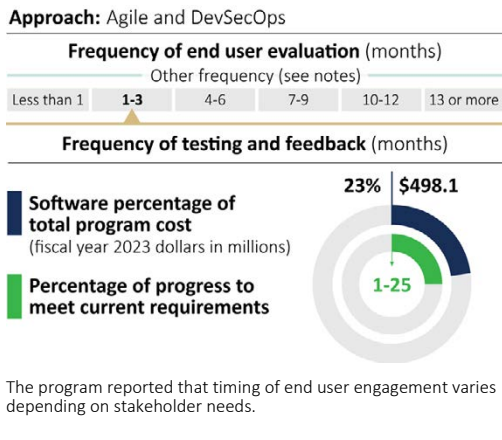 Approach: Agile and DevSecOps
Frequency of end user evaluation (months)
Other frequency (see notes)
Less than 1 1-3 4-6 7-9 10-12 13 or more
Frequency of testing and feedback (months)
23% $498.1
Software percentage of
total program cost
(fiscal year 2023 dollars in millions)
Percentage of progress to
meet current requirements
1-25
The program reported that timing of end user engagement varies
depending on stakeholder needs.